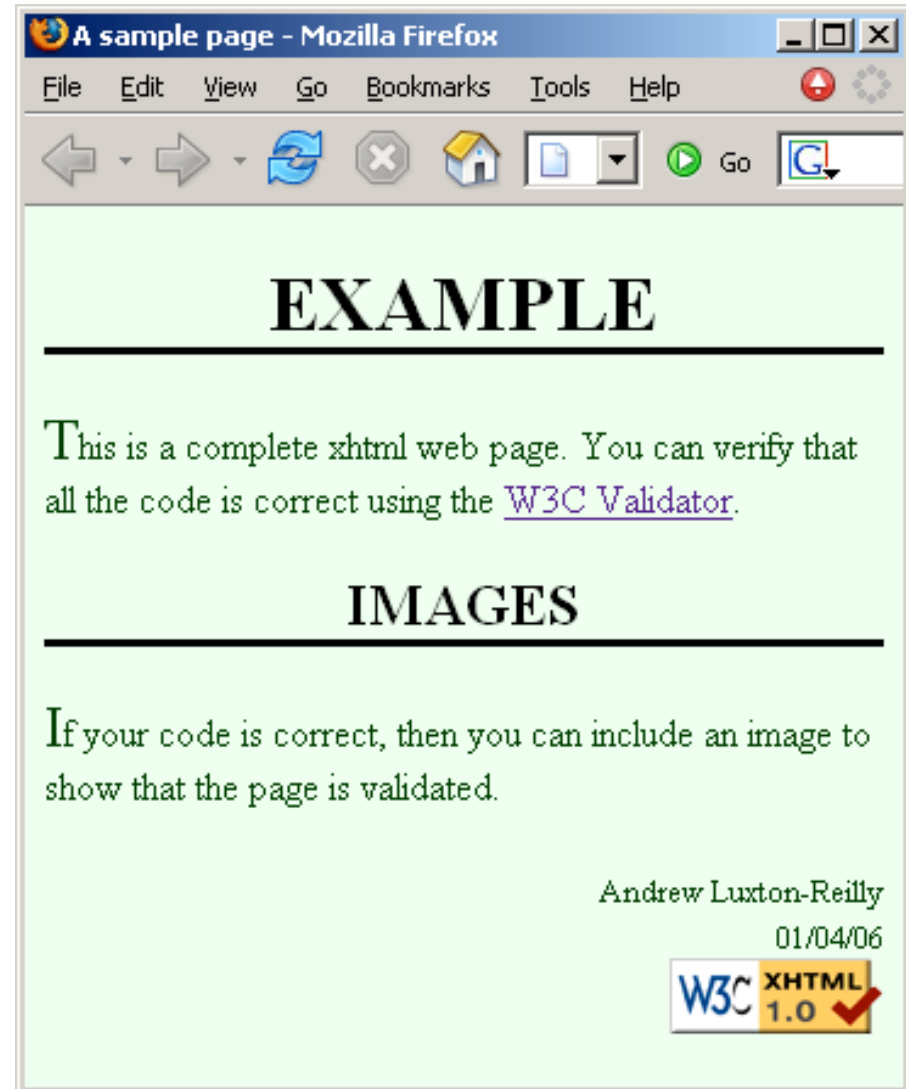 A sample page - Mozilla Firefox
File Edit View Go Bookmarks Tools Help
Go G
EXAMPLE
This is a complete xhtml web page. You can verify that
all the code is correct using the W3C Validator.
IMAGES
If your code is correct, then you can include an image to
show that the page is validated.
Andrew Luxton-Reilly
01/04/06
W3C XHTML
1.0